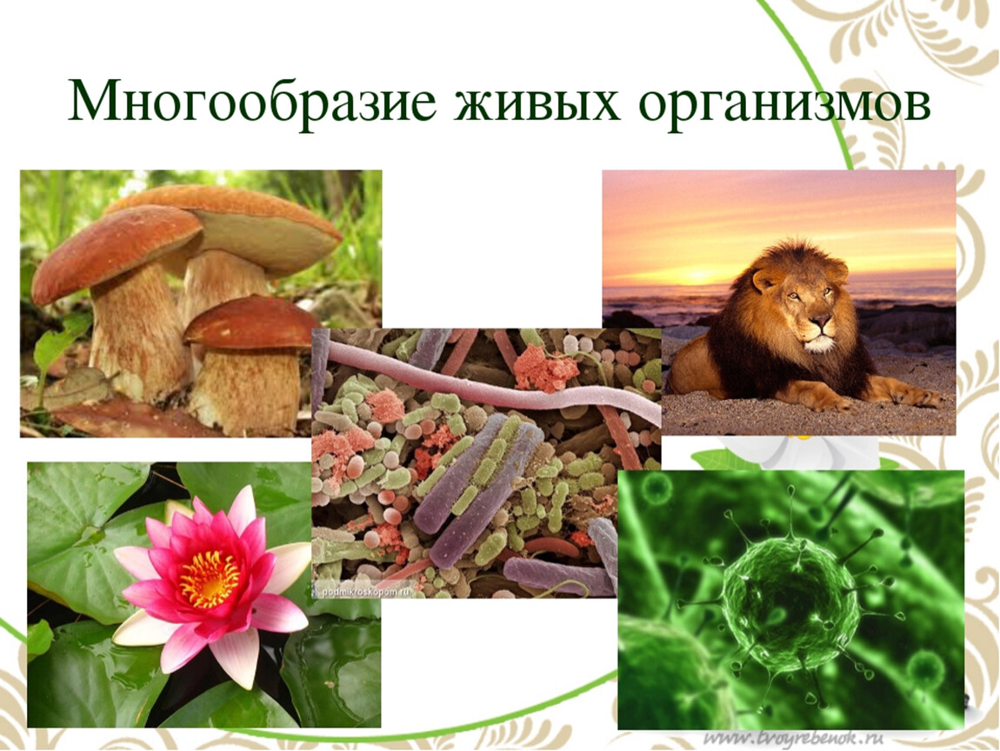 Многообразие живых организмов
podmikroskopom.ru
www.tvoyrebenok.ru